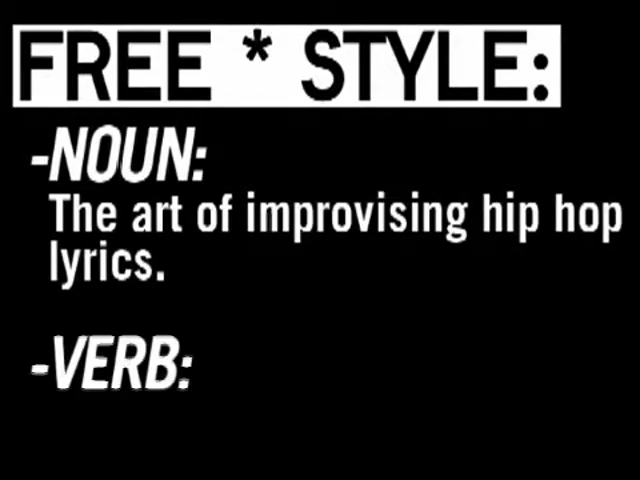 FREE * STYLE:
-NOUN:
The art of improvising hip hop
lyrics.
-VERB: